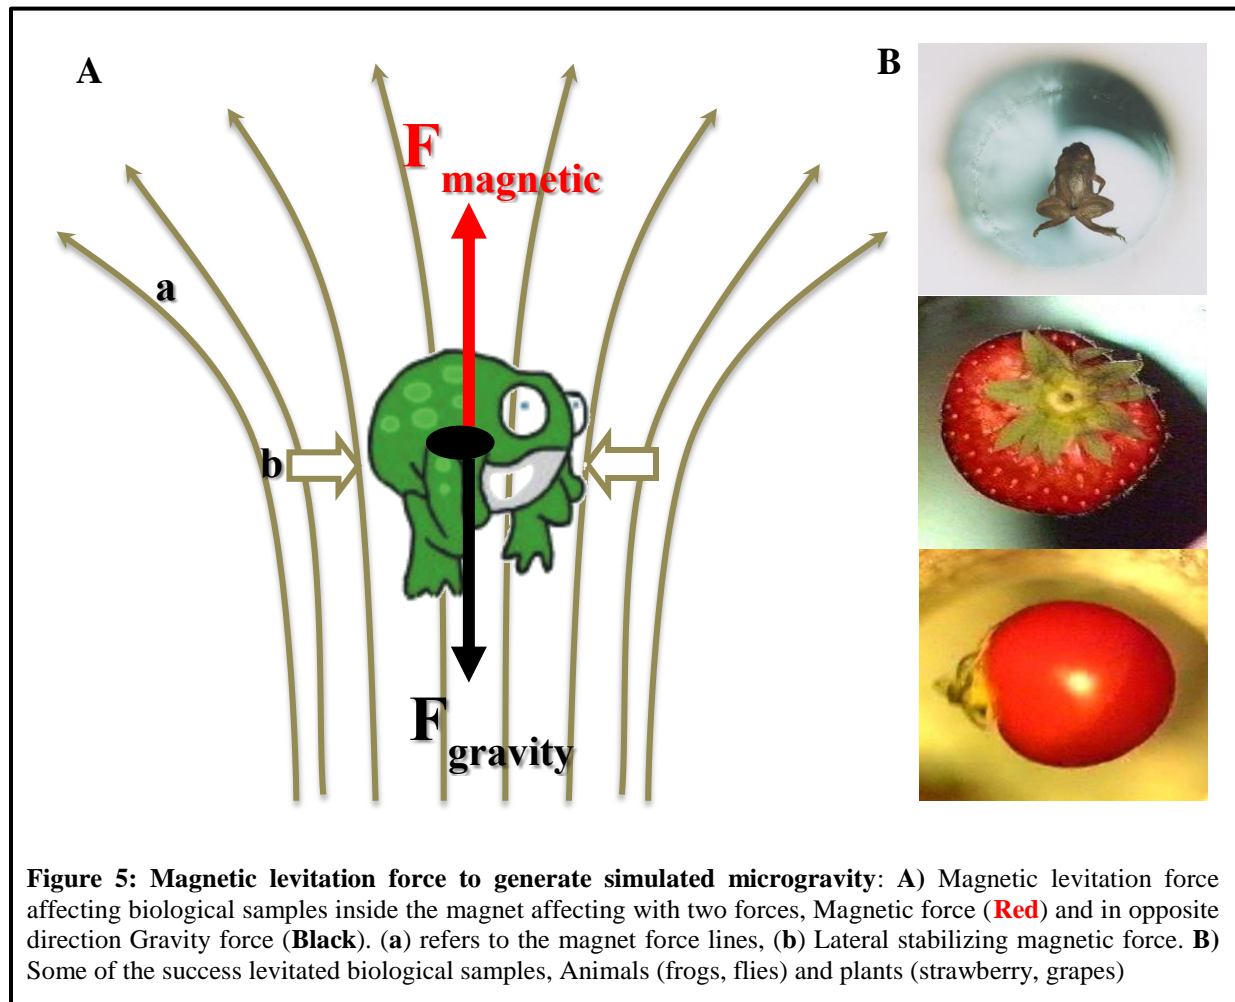 A
B
F
magnetic
a
b
F
gravity
Figure 5: Magnetic levitation force to generate simulated microgravity: A) Magnetic levitation force
affecting biological samples inside the magnet affecting with two forces, Magnetic force (Red) and in opposite
direction Gravity force (Black). (a) refers to the magnet force lines, (b) Lateral stabilizing magnetic force. B)
Some of the success levitated biological samples, Animals (frogs, flies) and plants (strawberry, grapes)